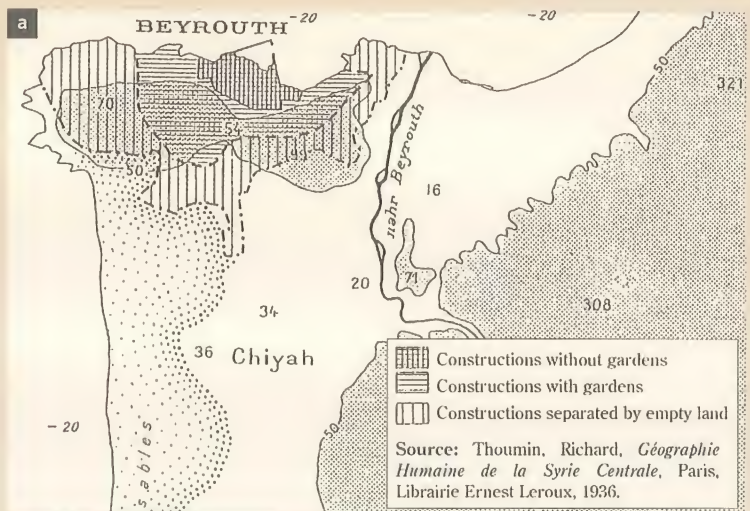 a
BEYROUTH
-20
-20
50
321
70
54
50
nahr Beyrouth
16
71
20
34
308
36 Chiyah
-20
50
sables
Constructions without gardens
Constructions with gardens
Constructions separated by empty land
Source: Thoumin, Richard, Géographie
Humaine de la Syrie Centrale, Paris,
Librairie Ernest Leroux, 1936.